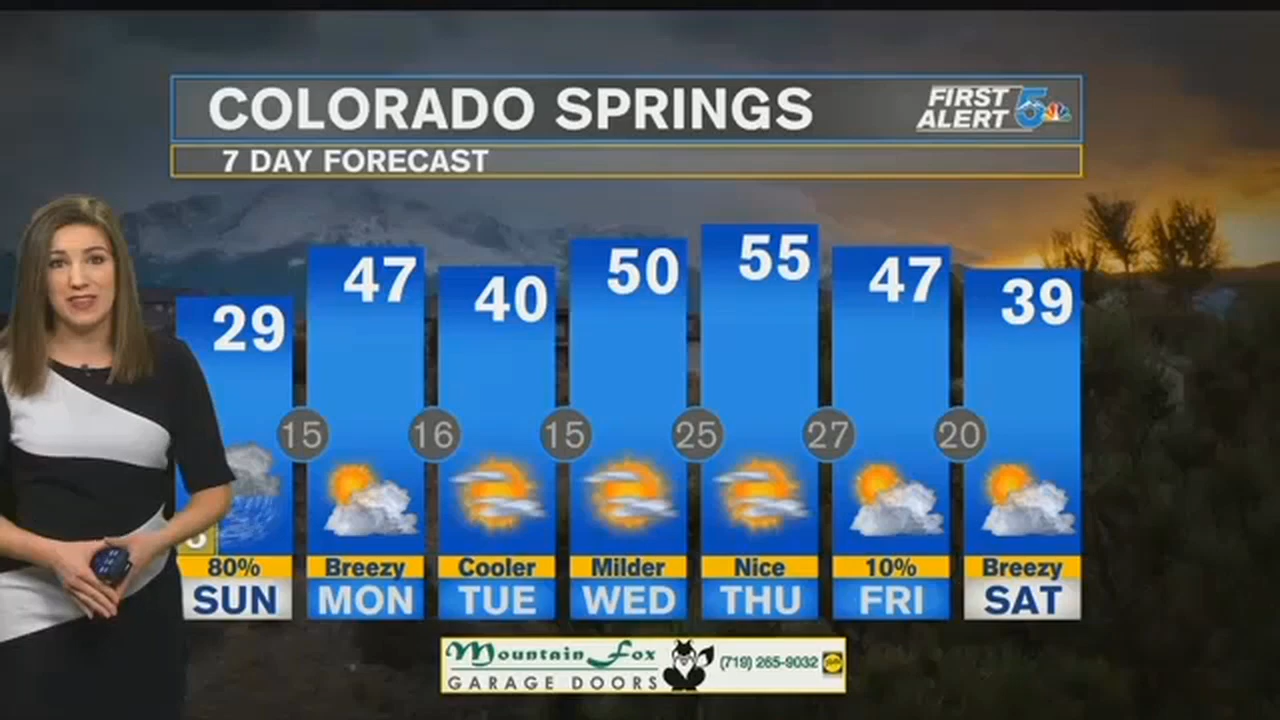 COLORADO SPRINGS
FIRST
ALERT 5
7 DAY FORECAST
29 47 40 50 55 47 39
15 16 15 25 27 20
80% Breezy Cooler Milder Nice 10% Breezy
SUN MON TUE WED THU FRI SAT
Mountain Fox
GARAGE DOORS
(719) 265-9032